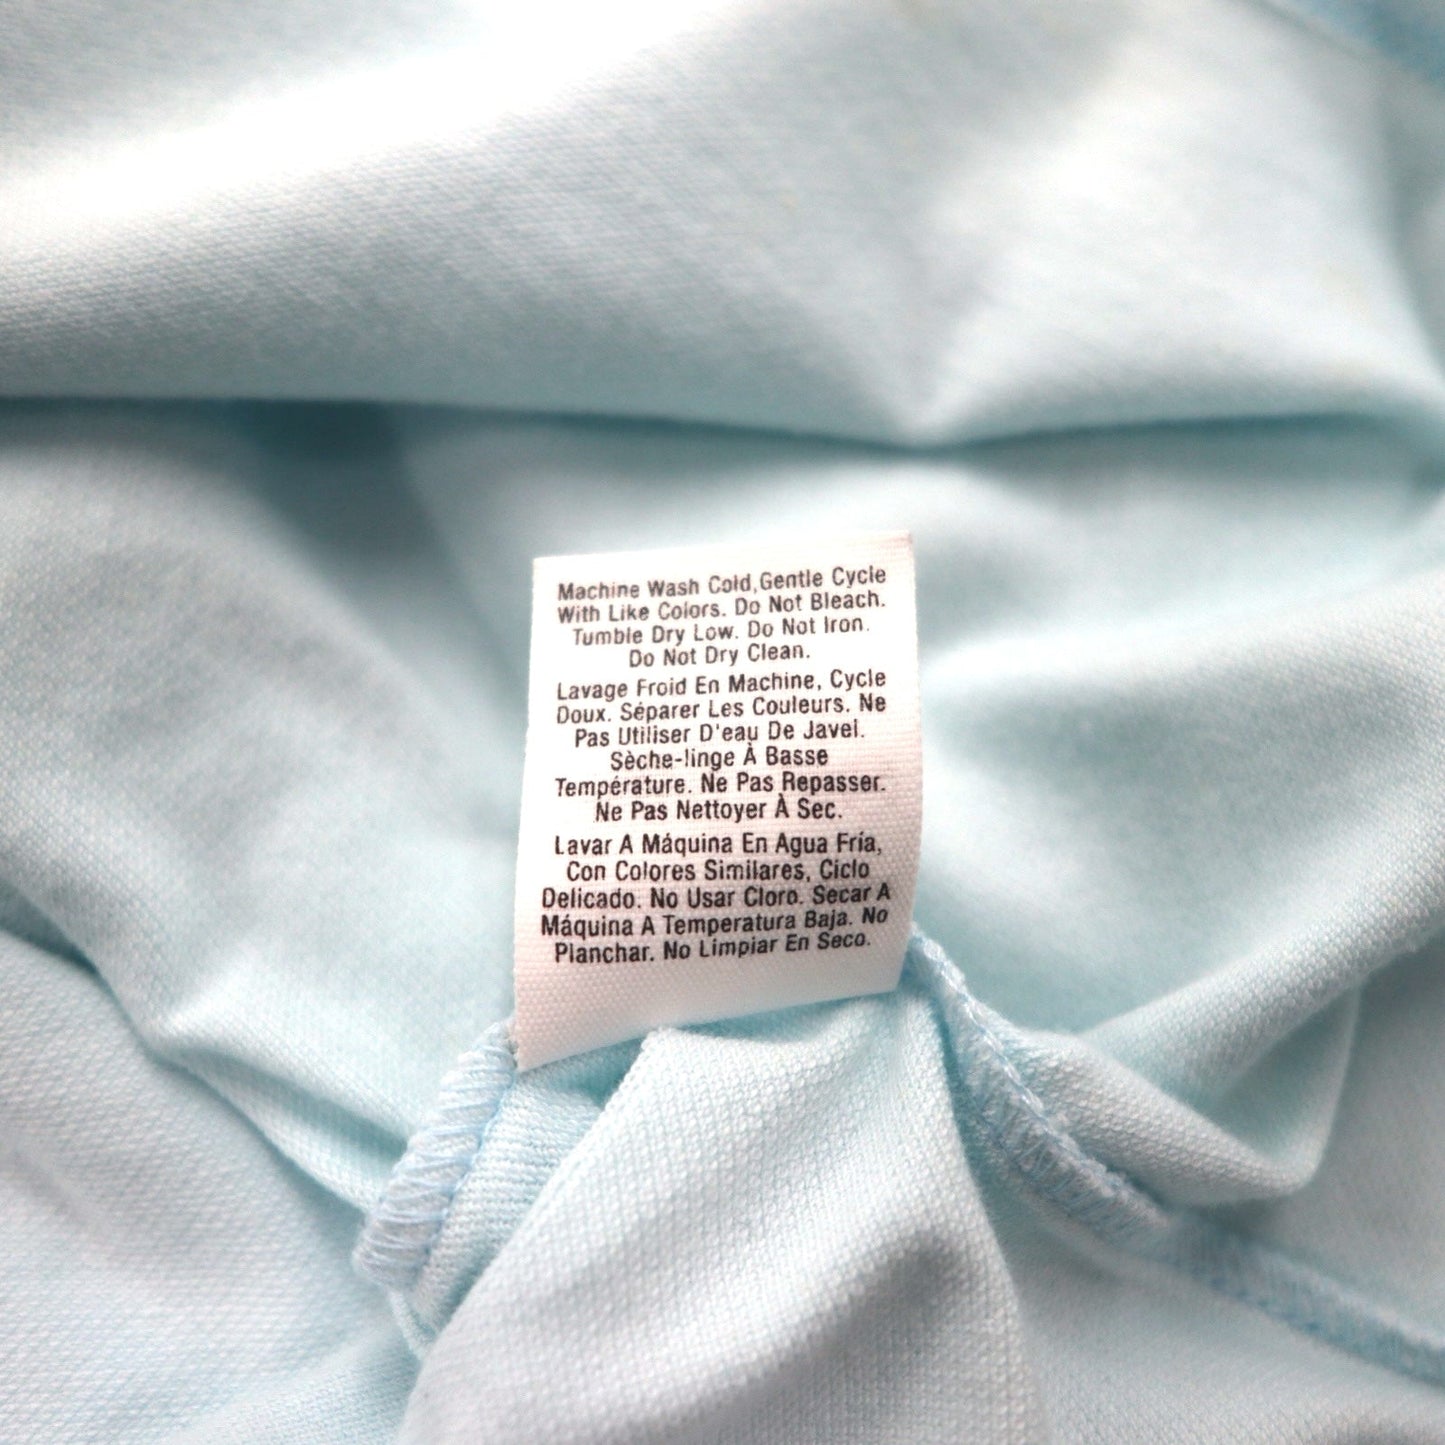 Machine Wash Cold,Gentle Cycle
With Like Colors. Do Not Bleach.
Tumble Dry Low. Do Not Iron.
Do Not Dry Clean.
Lavage Froid En Machine, Cycle
Doux. Séparer Les Couleurs. Ne
Pas Utiliser D'eau De Javel.
Sèche-linge À Basse
Température. Ne Pas Repasser.
Ne Pas Nettoyer À Sec.
Lavar A Máquina En Agua Fría,
Con Colores Similares, Ciclo
Delicado. No Usar Cloro. Secar A
Máquina A Temperatura Baja. No
Planchar. No Limpiar En Seco.